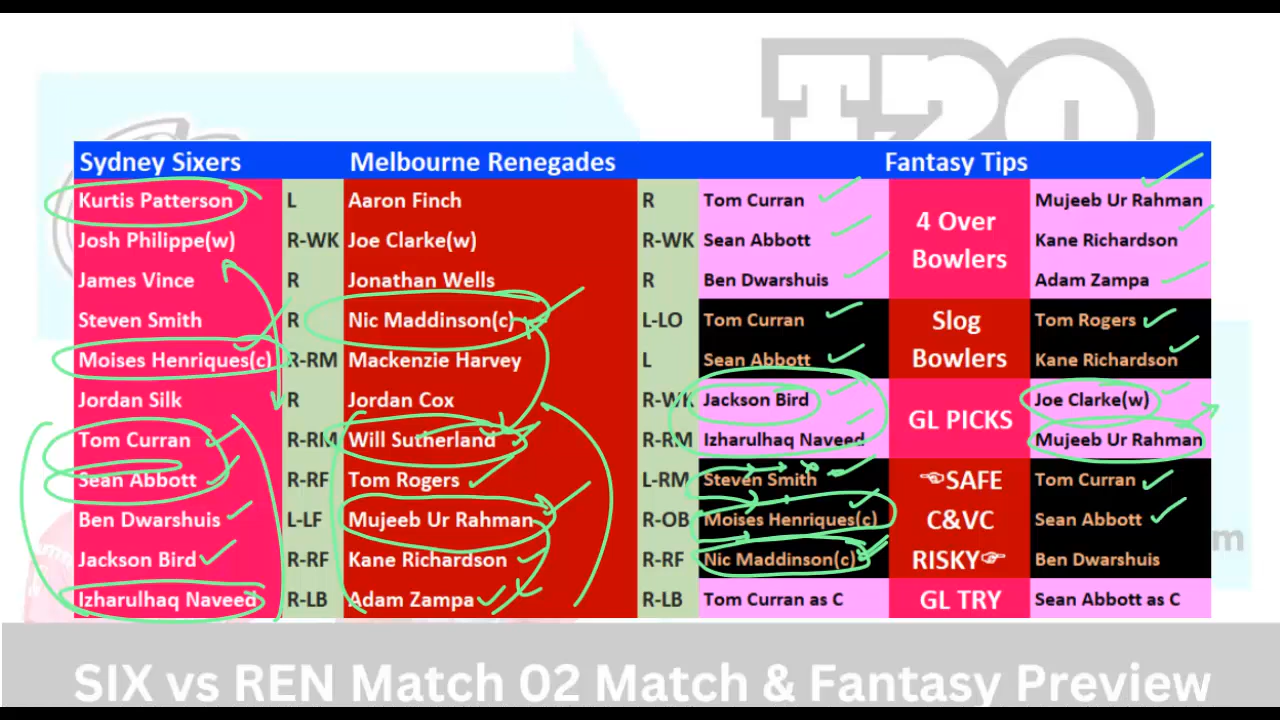 T20
Sydney Sixers Melbourne Renegades Fantasy Tips
Kurtis Patterson L Aaron Finch R Tom Curran Mujeeb Ur Rahman
4 Over
Josh Philippe(w) R-WK Joe Clarke(w) R-WK Sean Abbott Kane Richardson
Bowlers
James Vince R Jonathan Wells R Ben Dwarshuis Adam Zampa
Steven Smith R Nic Maddinson(c) L-LO Tom Curran Slog Tom Rogers
Moises Henriques(c) R-RM Mackenzie Harvey L Sean Abbott Bowlers Kane Richardson
Jordan Silk R Jordan Cox R-WK Jackson Bird Joe Clarke(w)
GL PICKS
Tom Curran R-RM Will Sutherland R-RM Izharulhaq Naveed Mujeeb Ur Rahman
Sean Abbott R-RF Tom Rogers L-RM Steven Smith ☜SAFE Tom Curran
Ben Dwarshuis L-LF Mujeeb Ur Rahman R-OB Moises Henriques(c) C&VC Sean Abbott
Jackson Bird R-RF Kane Richardson R-RF Nic Maddinson(c) RISKY☞ Ben Dwarshuis
Izharulhaq Naveed R-LB Adam Zampa R-LB Tom Curran as C GL TRY Sean Abbott as C
SIX vs REN Match 02 Match & Fantasy Preview